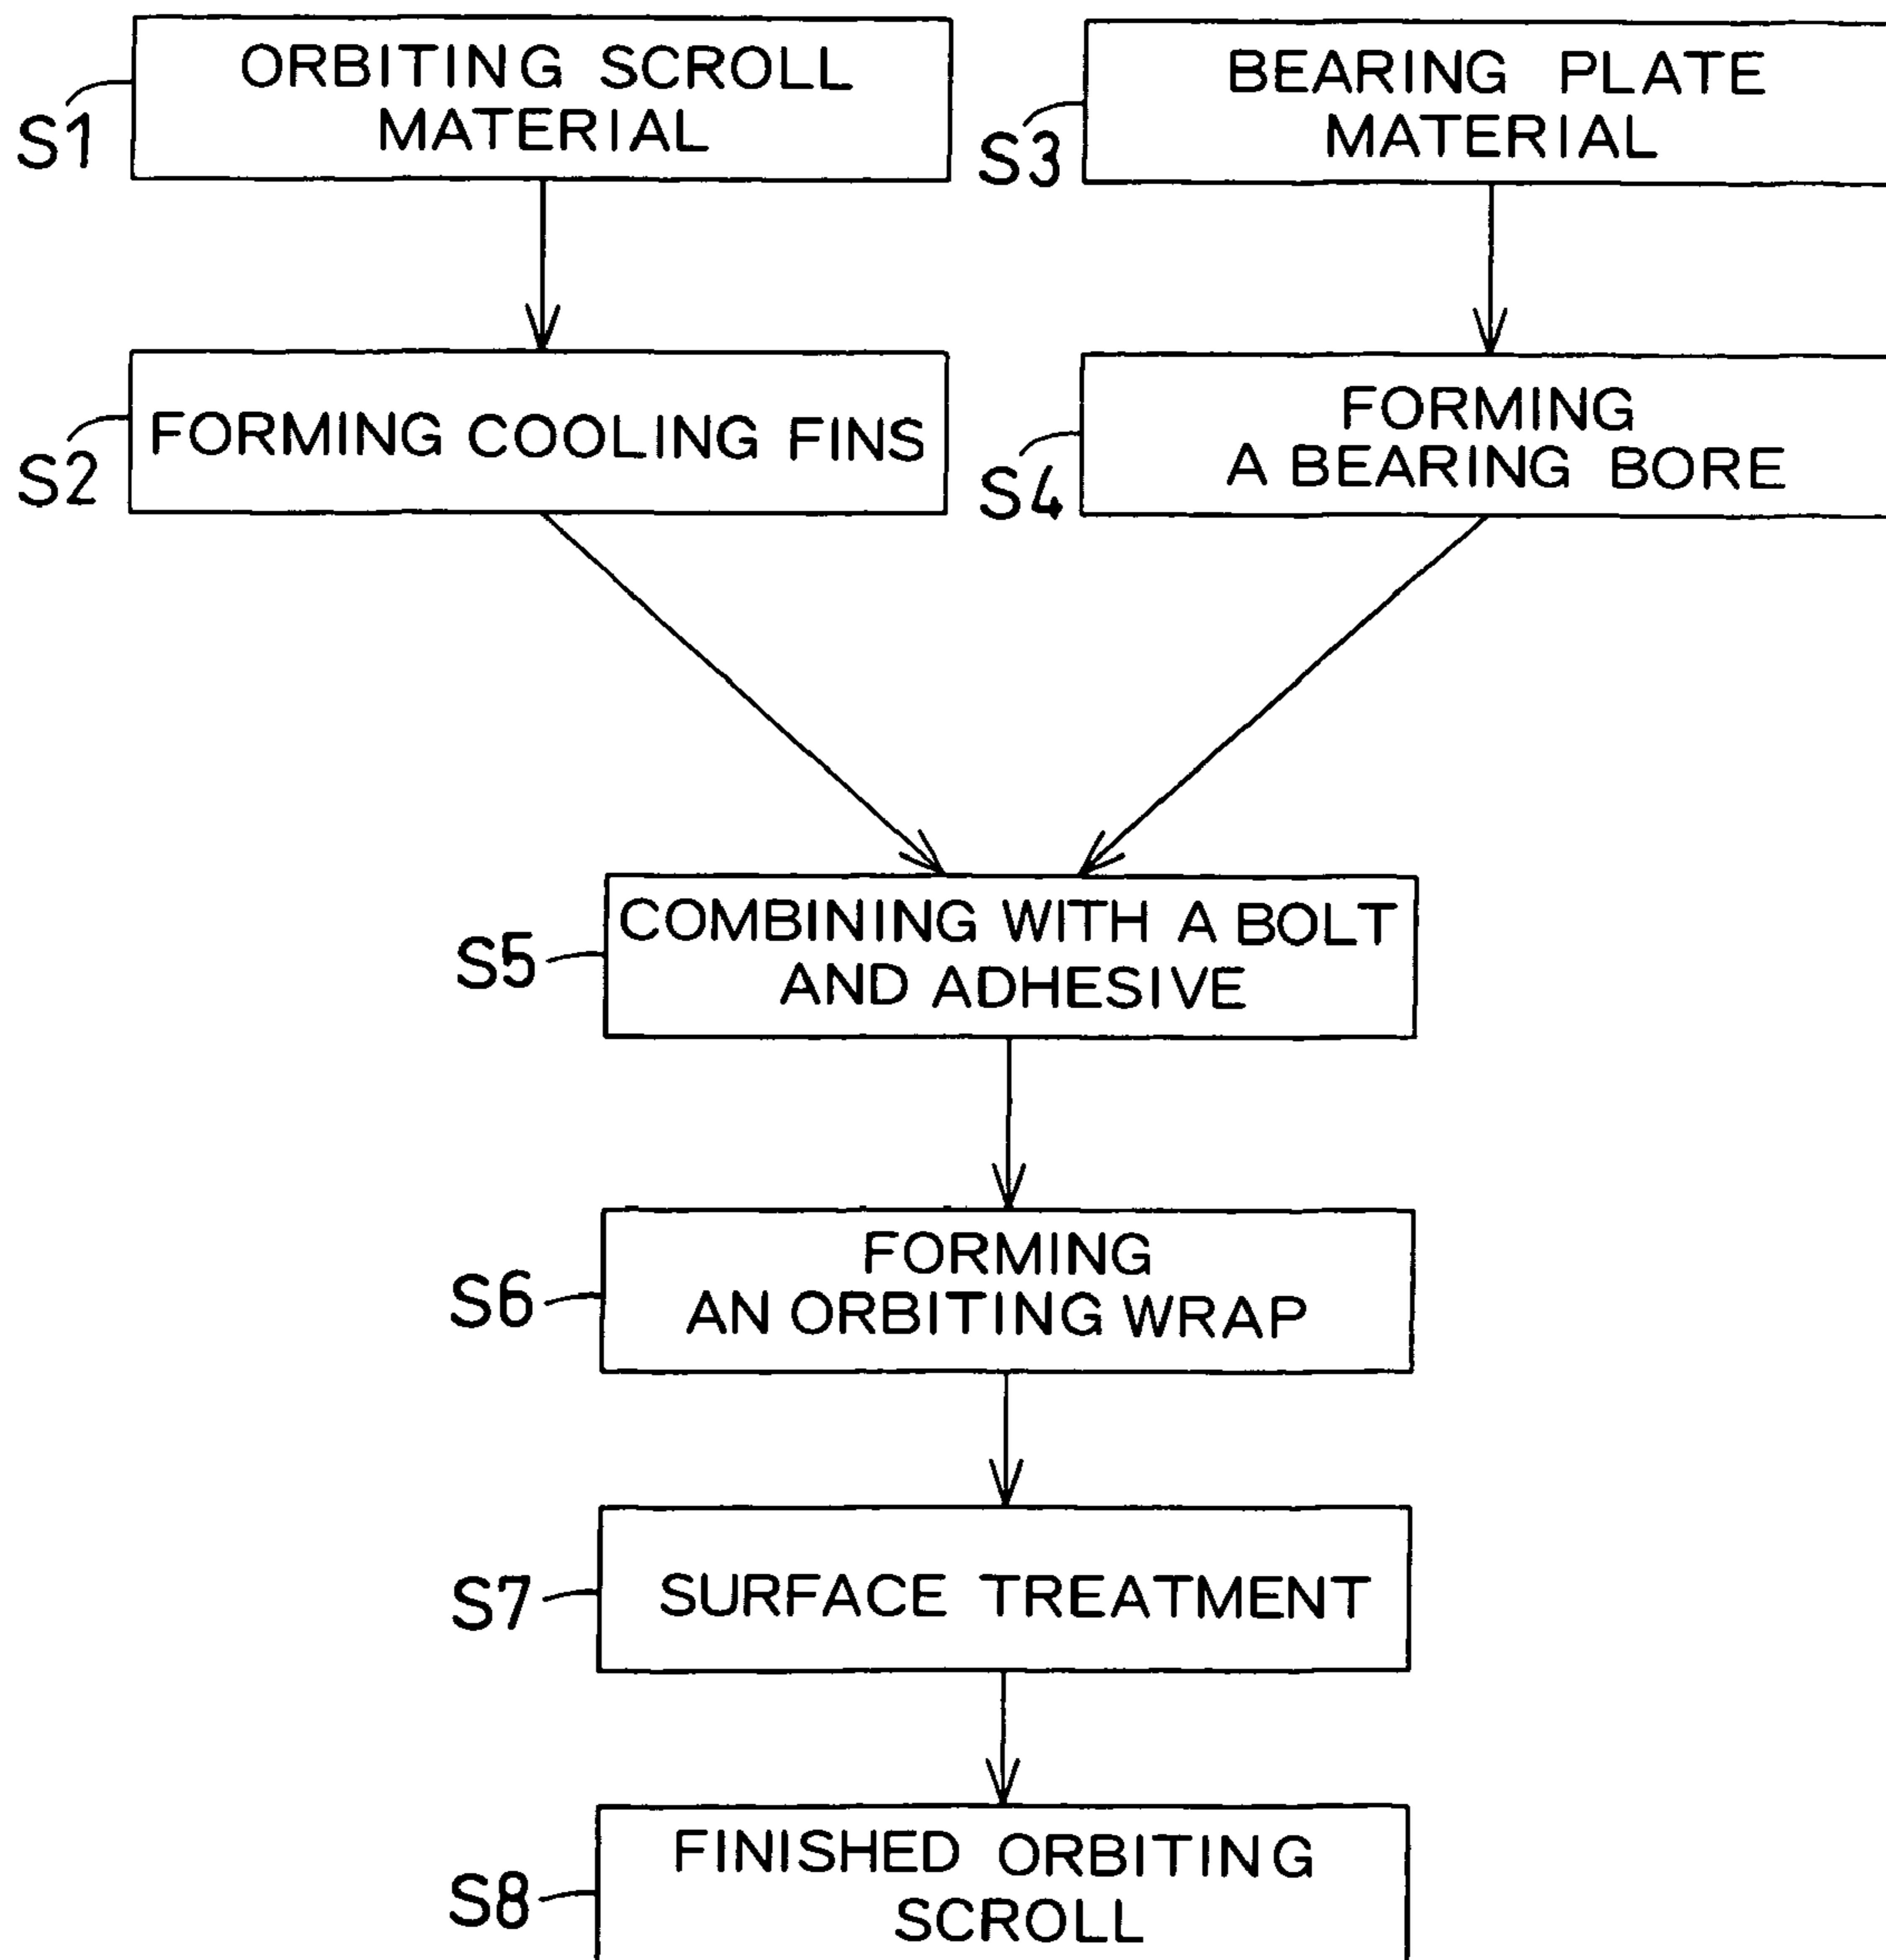 S1
ORBITING SCROLL
MATERIAL
S3
BEARING PLATE
MATERIAL
S2
FORMING COOLING FINS
S4
FORMING
A BEARING BORE
S5
COMBINING WITH A BOLT
AND ADHESIVE
S6
FORMING
AN ORBITING WRAP
S7
SURFACE TREATMENT
S8
FINISHED ORBITING
SCROLL